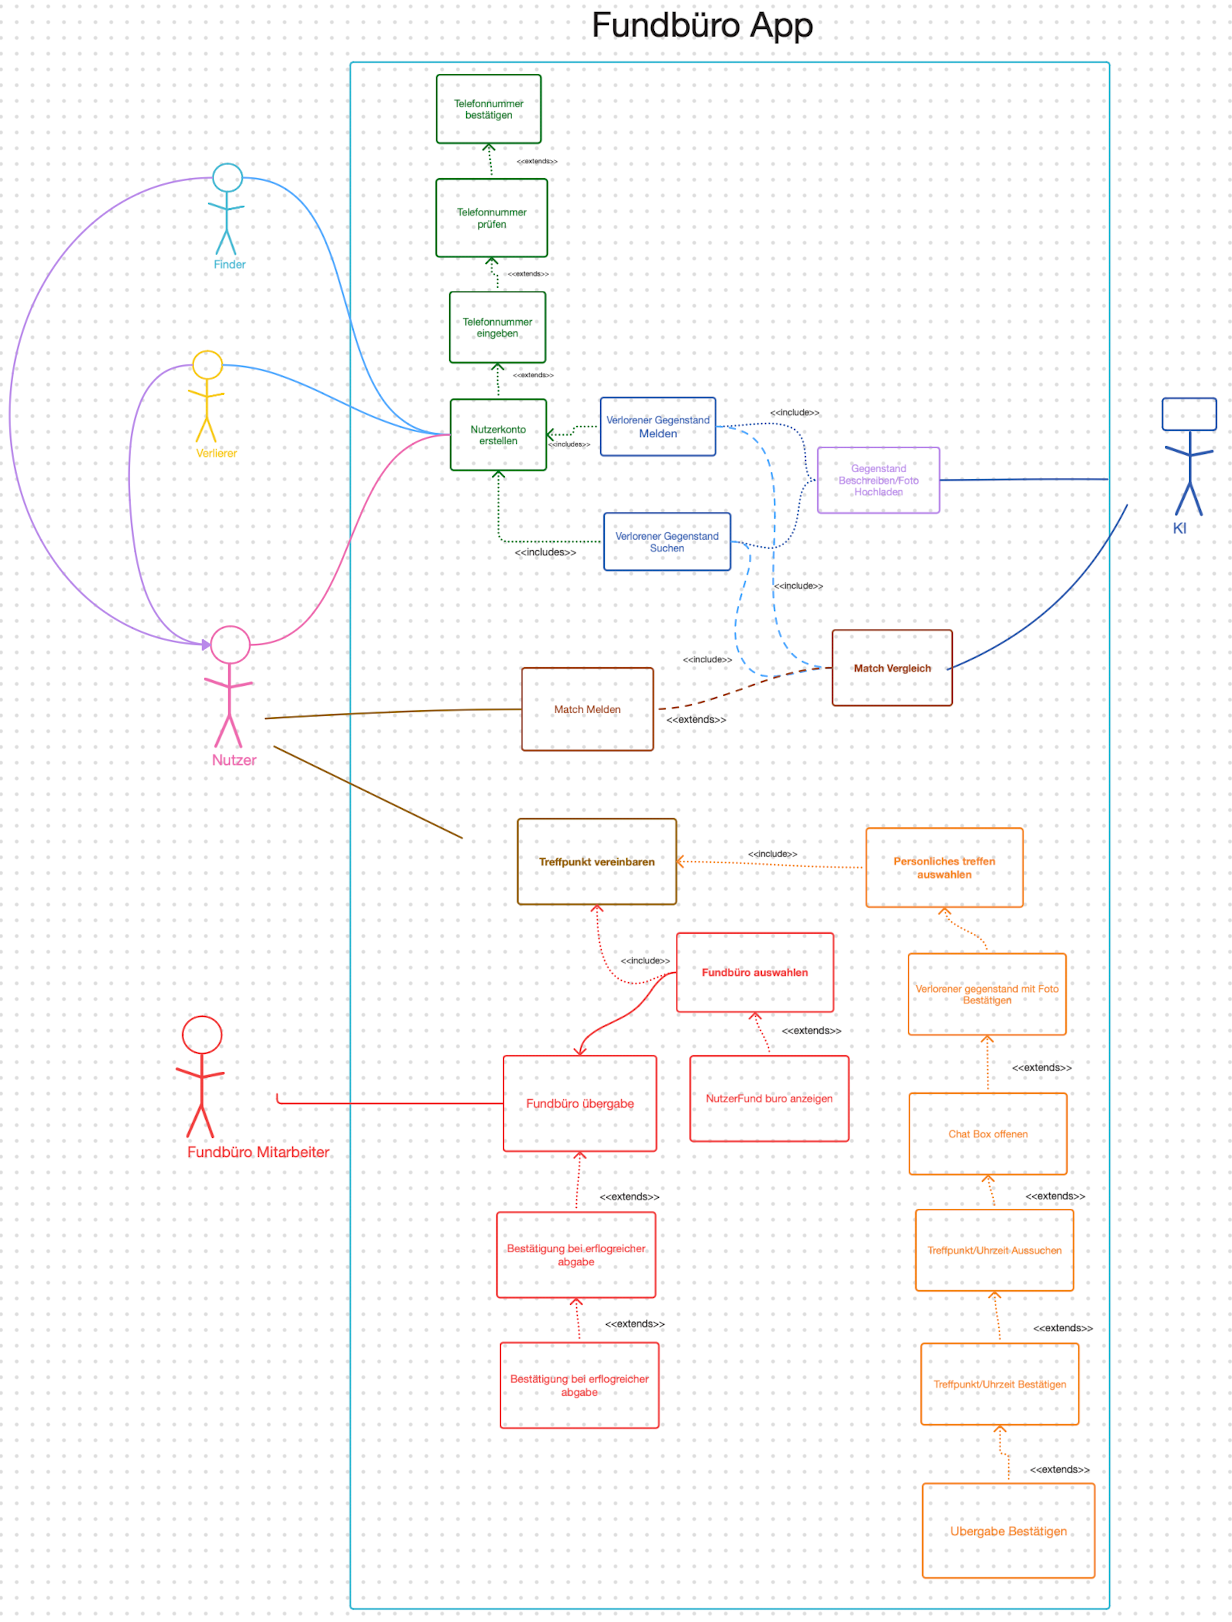 Fundbüro App
Telefonnummer
bestätigen
<<extends>>
Telefonnummer
prüfen
<<extends>>
Finder
Telefonnummer
eingeben
<<extends>>
Verlierer
Nutzerkonto
erstellen
<<includes>>
Verlorener Gegenstand
Melden
<<include>>
Gegenstand
Beschreiben/Foto
Hochladen
KI
Verlorener Gegenstand
Suchen
<<includes>>
<<include>>
<<include>>
Match Vergleich
Match Melden
<<extends>>
Nutzer
Treffpunkt vereinbaren
<<include>>
Personliches treffen
auswahlen
<<include>>
Fundbüro auswahlen
Verlorener gegenstand mit Foto
Bestätigen
<<extends>>
<<extends>>
Fundbüro übergabe
NutzerFund büro anzeigen
Chat Box offenen
Fundbüro Mitarbeiter
<<extends>>
<<extends>>
Bestätigung bei erflogreicher
abgabe
Treffpunkt/Uhrzeit Aussuchen
<<extends>>
<<extends>>
Bestätigung bei erflogreicher
abgabe
Treffpunkt/Uhrzeit Bestätigen
<<extends>>
Ubergabe Bestätigen